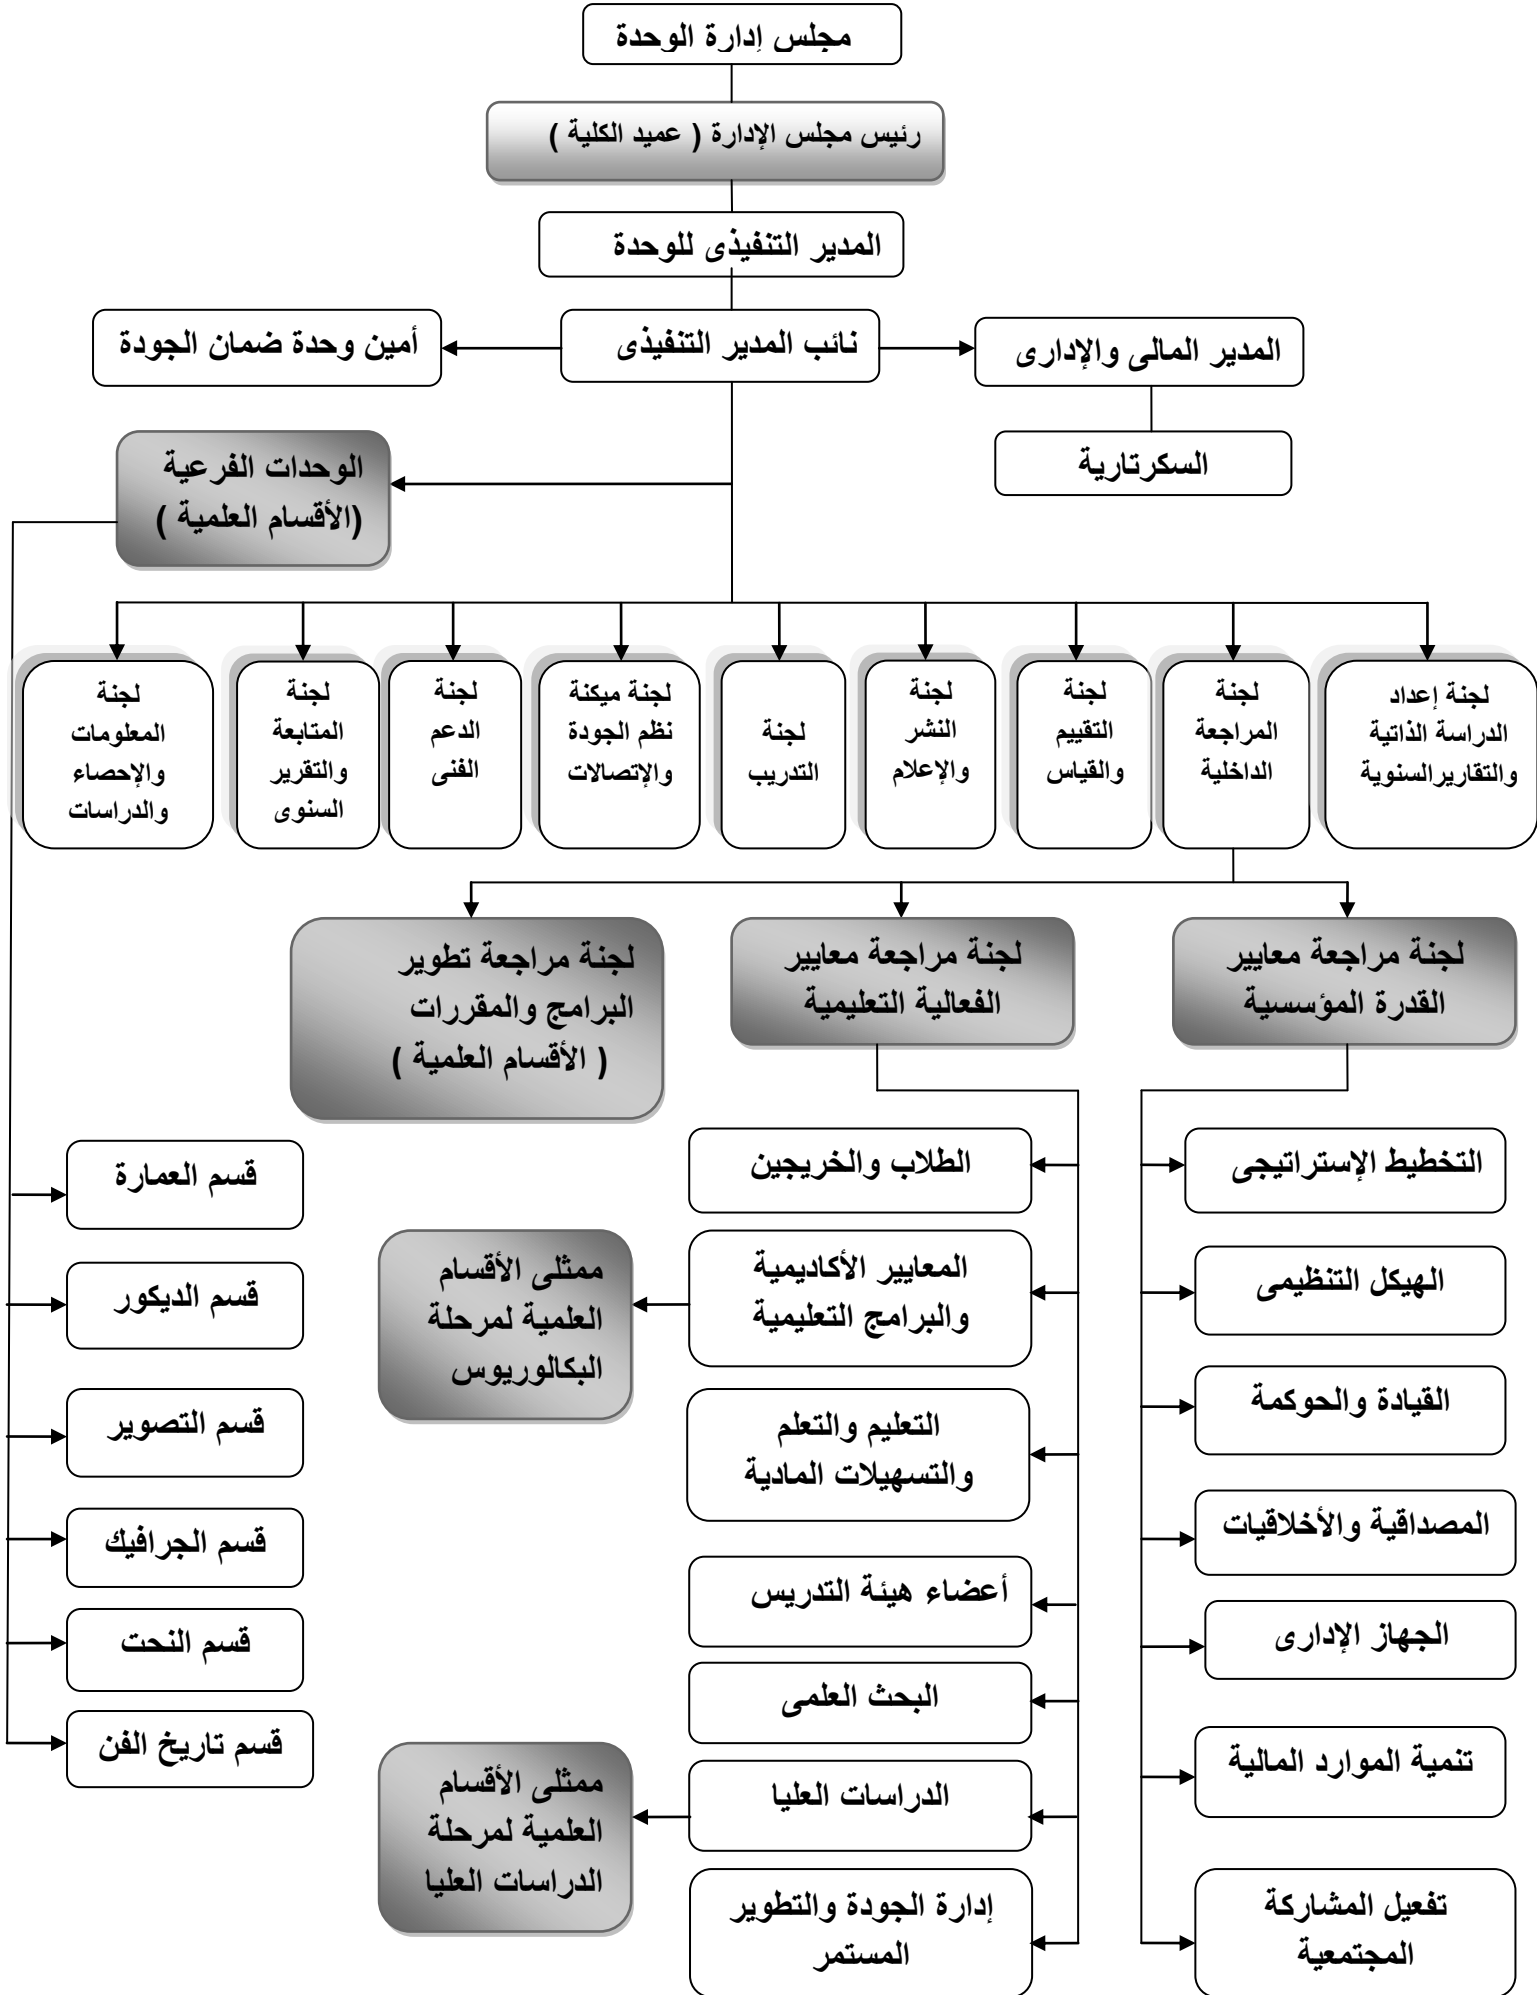 مجلس إدارة الوحدة
رئيس مجلس الإدارة ( عميد الكلية )
المدير التنفيذى للوحدة
المدير المالى والإدارى
نائب المدير التنفيذى
أمين وحدة ضمان الجودة
السكرتارية
الوحدات الفرعية
(الأقسام العلمية )
لجنة إعداد
الدراسة الذاتية
والتقاريرالسنوية
لجنة
المراجعة
الداخلية
لجنة
التقييم
والقياس
لجنة
النشر
والإعلام
لجنة
التدريب
لجنة ميكنة
نظم الجودة
والإتصالات
لجنة
الدعم
الفنى
لجنة
المتابعة
والتقرير
السنوى
لجنة
المعلومات
والإحصاء
والدراسات
لجنة مراجعة معايير
القدرة المؤسسية
لجنة مراجعة معايير
الفعالية التعليمية
لجنة مراجعة تطوير
البرامج والمقررات
( الأقسام العلمية )
التخطيط الإستراتيجى
الهيكل التنظيمى
القيادة والحوكمة
المصداقية والأخلاقيات
الجهاز الإدارى
تنمية الموارد المالية
تفعيل المشاركة
المجتمعية
الطلاب والخريجين
المعايير الأكاديمية
والبرامج التعليمية
التعليم والتعلم
والتسهيلات المادية
أعضاء هيئة التدريس
البحث العلمى
الدراسات العليا
إدارة الجودة والتطوير
المستمر
ممثلى الأقسام
العلمية لمرحلة
البكالوريوس
ممثلى الأقسام
العلمية لمرحلة
الدراسات العليا
قسم العمارة
قسم الديكور
قسم التصوير
قسم الجرافيك
قسم النحت
قسم تاريخ الفن